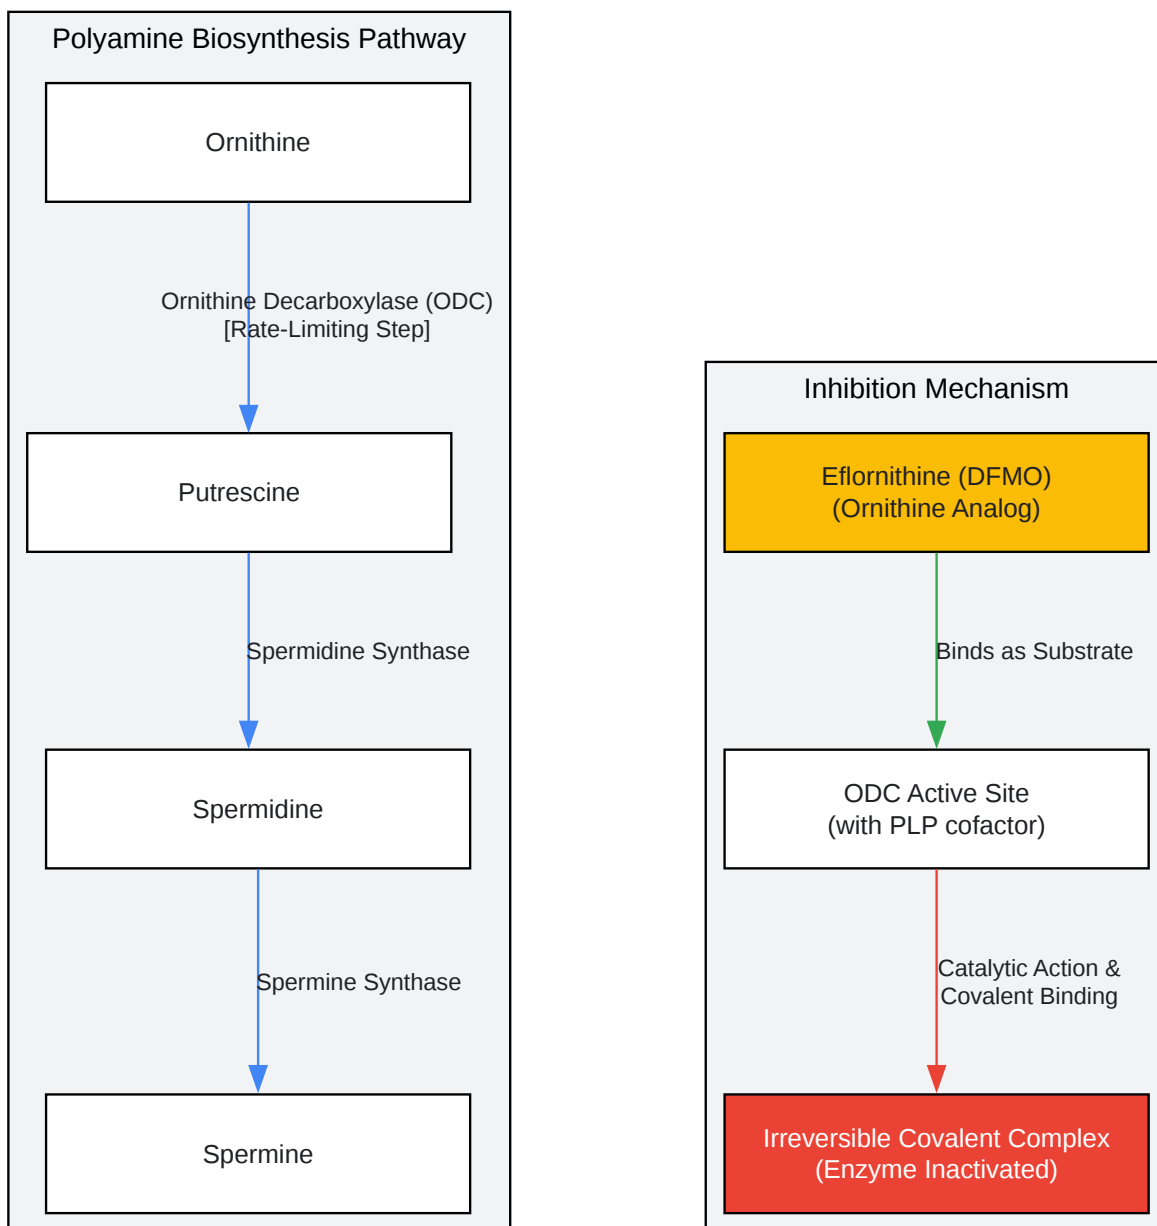 Polyamine Biosynthesis Pathway
Ornithine
Ornithine Decarboxylase (ODC)
[Rate-Limiting Step]
Putrescine
Spermidine Synthase
Spermidine
Spermine Synthase
Spermine
Inhibition Mechanism
Eflornithine (DFMO)
(Ornithine Analog)
Binds as Substrate
ODC Active Site
(with PLP cofactor)
Catalytic Action &
Covalent Binding
Irreversible Covalent Complex
(Enzyme Inactivated)